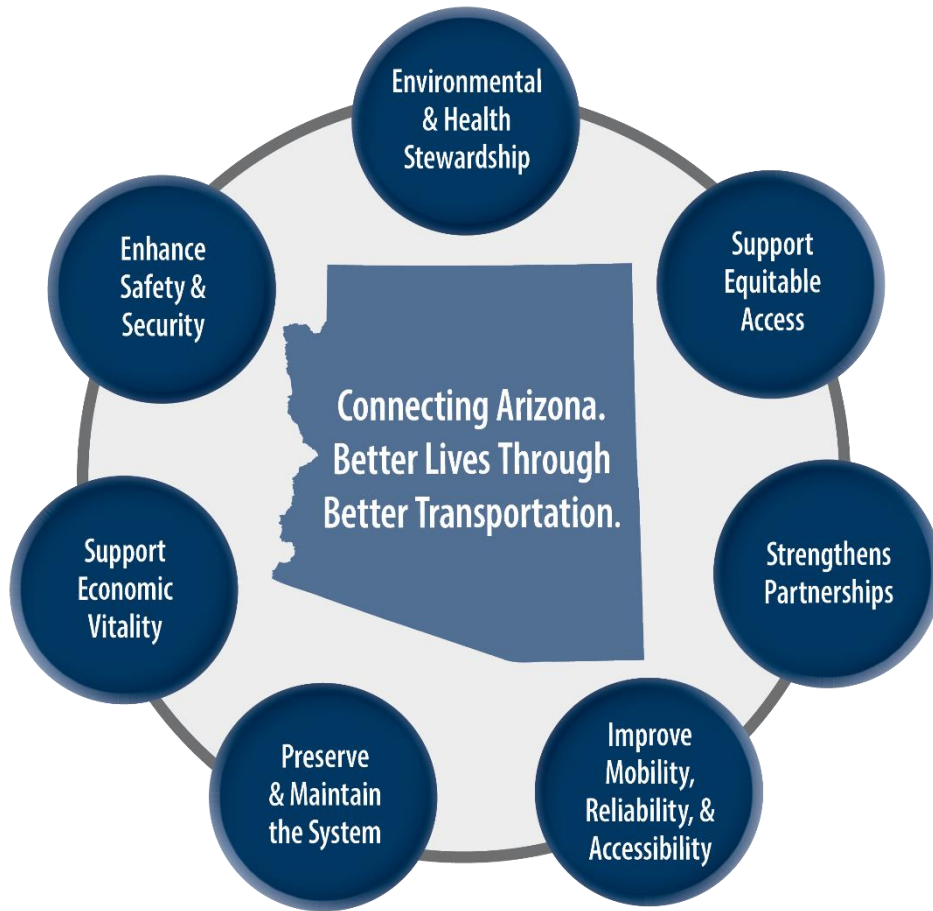 Environmental
& Health
Stewardship
Support
Equitable
Access
Strengthens
Partnerships
Improve
Mobility,
Reliability, &
Accessibility
Preserve
& Maintain
the System
Support
Economic
Vitality
Enhance
Safety &
Security
Connecting Arizona.
Better Lives Through
Better Transportation.